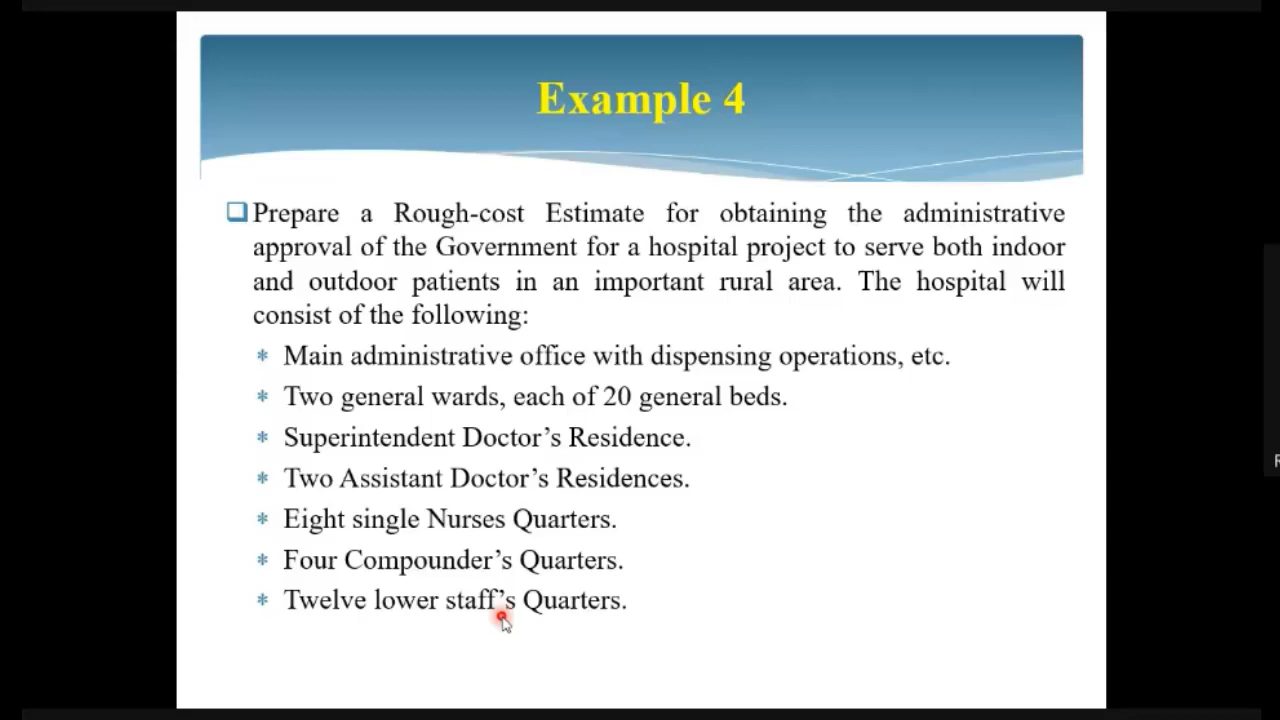 Example 4
Prepare a Rough-cost Estimate for obtaining the administrative
approval of the Government for a hospital project to serve both indoor
and outdoor patients in an important rural area. The hospital will
consist of the following:
* Main administrative office with dispensing operations, etc.
* Two general wards, each of 20 general beds.
* Superintendent Doctor’s Residence.
* Two Assistant Doctor’s Residences.
* Eight single Nurses Quarters.
* Four Compounder’s Quarters.
* Twelve lower staff’s Quarters.